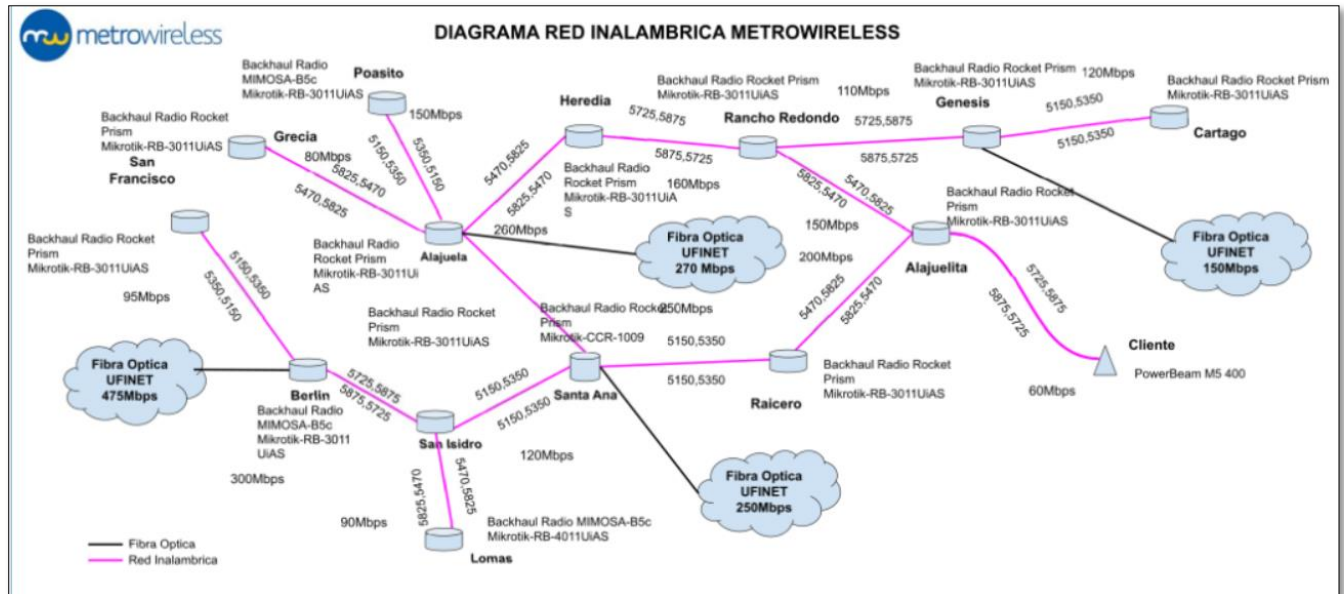 metrowireless
DIAGRAMA RED INALAMBRICA METROWIRELESS
Backhaul Radio
MIMOSA-B5c
Mikrotik-RB-3011UiAS
Poasito
150Mbps
5150,5350
5350,5150
Backhaul Radio Rocket
Prism
Mikrotik-RB-3011UiAS
Grecia
80Mbps
5825,5470
5470,5825
San
Francisco
Backhaul Radio Rocket
Prism
Mikrotik-RB-3011UiAS
95Mbps
5150,5350
5350,5150
Heredia
5470,5825
5825,5470
Backhaul Radio
Rocket Prism
Mikrotik-RB-3011UiA
S
260Mbps
5725,5875
5875,5725
160Mbps
Backhaul Radio Rocket Prism
Mikrotik-RB-3011UiAS
Rancho Redondo
110Mbps
5725,5875
5875,5725
Backhaul Radio Rocket Prism
Mikrotik-RB-3011UiAS
Genesis
120Mbps
5150,5350
5150,5350
Backhaul Radio Rocket Prism
Mikrotik-RB-3011UiAS
Cartago
Alajuela
Backhaul Radio
Rocket Prism
Mikrotik-RB-3011Ui
AS
Fibra Optica
UFINET
270 Mbps
5470,5825
5825,5470
150Mbps
Backhaul Radio Rocket
Prism
Mikrotik-RB-3011UiAS
Alajuelita
Fibra Optica
UFINET
150Mbps
200Mbps
5470,5825
5825,5470
5725,5875
5875,5725
Cliente
PowerBeam M5 400
60Mbps
Backhaul Radio Rocket
Prism
Mikrotik-RB-3011UiAS
Backhaul Radio Rocket
Prism
Mikrotik-CCR-1009
250Mbps
Santa Ana
5150,5350
5150,5350
Raicero
Backhaul Radio Rocket
Prism
Mikrotik-RB-3011UiAS
Fibra Optica
UFINET
475Mbps
Berlin
Backhaul Radio
MIMOSA-B5c
Mikrotik-RB-3011
UiAS
5725,5875
5875,5725
300Mbps
San Isidro
5150,5350
5150,5350
120Mbps
Fibra Optica
UFINET
250Mbps
5825,5470
5470,5825
90Mbps
Backhaul Radio MIMOSA-B5c
Mikrotik-RB-4011UiAS
Lomas
Fibra Optica
Red Inalambrica